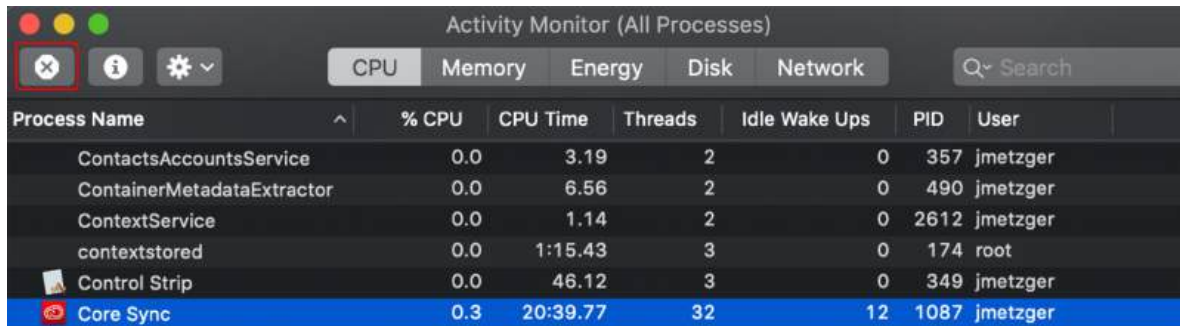 Activity Monitor (All Processes)
CPU Memory Energy Disk Network Search
Process Name % CPU CPU Time Threads Idle Wake Ups PID User
ContactsAccountsService 0.0 3.19 2 0 357 jmetzger
ContainerMetadataExtractor 0.0 6.56 2 0 490 jmetzger
ContextService 0.0 1.14 2 0 2612 jmetzger
contextstored 0.0 1:15.43 3 0 174 root
Control Strip 0.0 46.12 3 0 349 jmetzger
Core Sync 0.3 20:39.77 32 12 1087 jmetzger